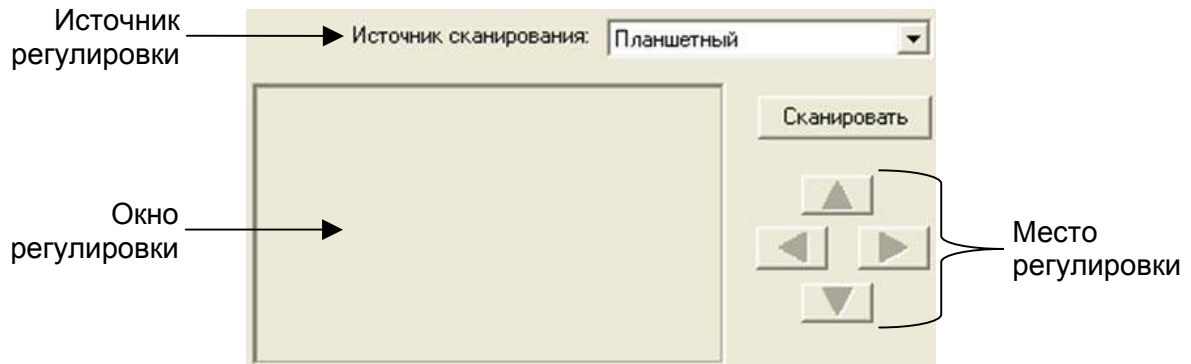 Источник
регулировки
Источник сканирования: Планшетный
Сканировать
Окно
регулировки
Место
регулировки